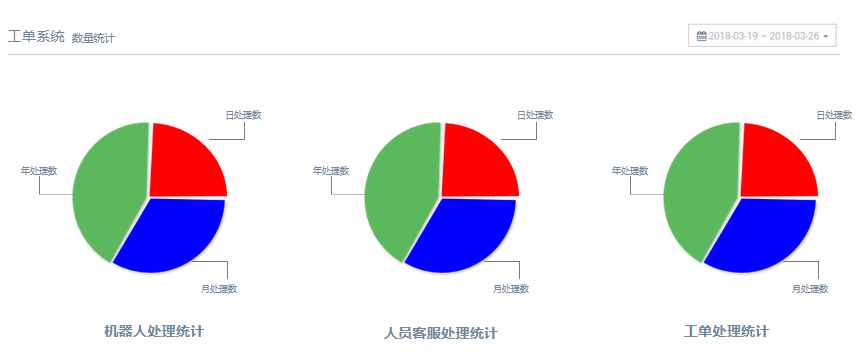 工单系统 数量统计
2018-03-19 ~ 2018-03-26
日处理数
年处理数
月处理数
机器人处理统计
日处理数
年处理数
月处理数
人员客服处理统计
日处理数
年处理数
月处理数
工单处理统计